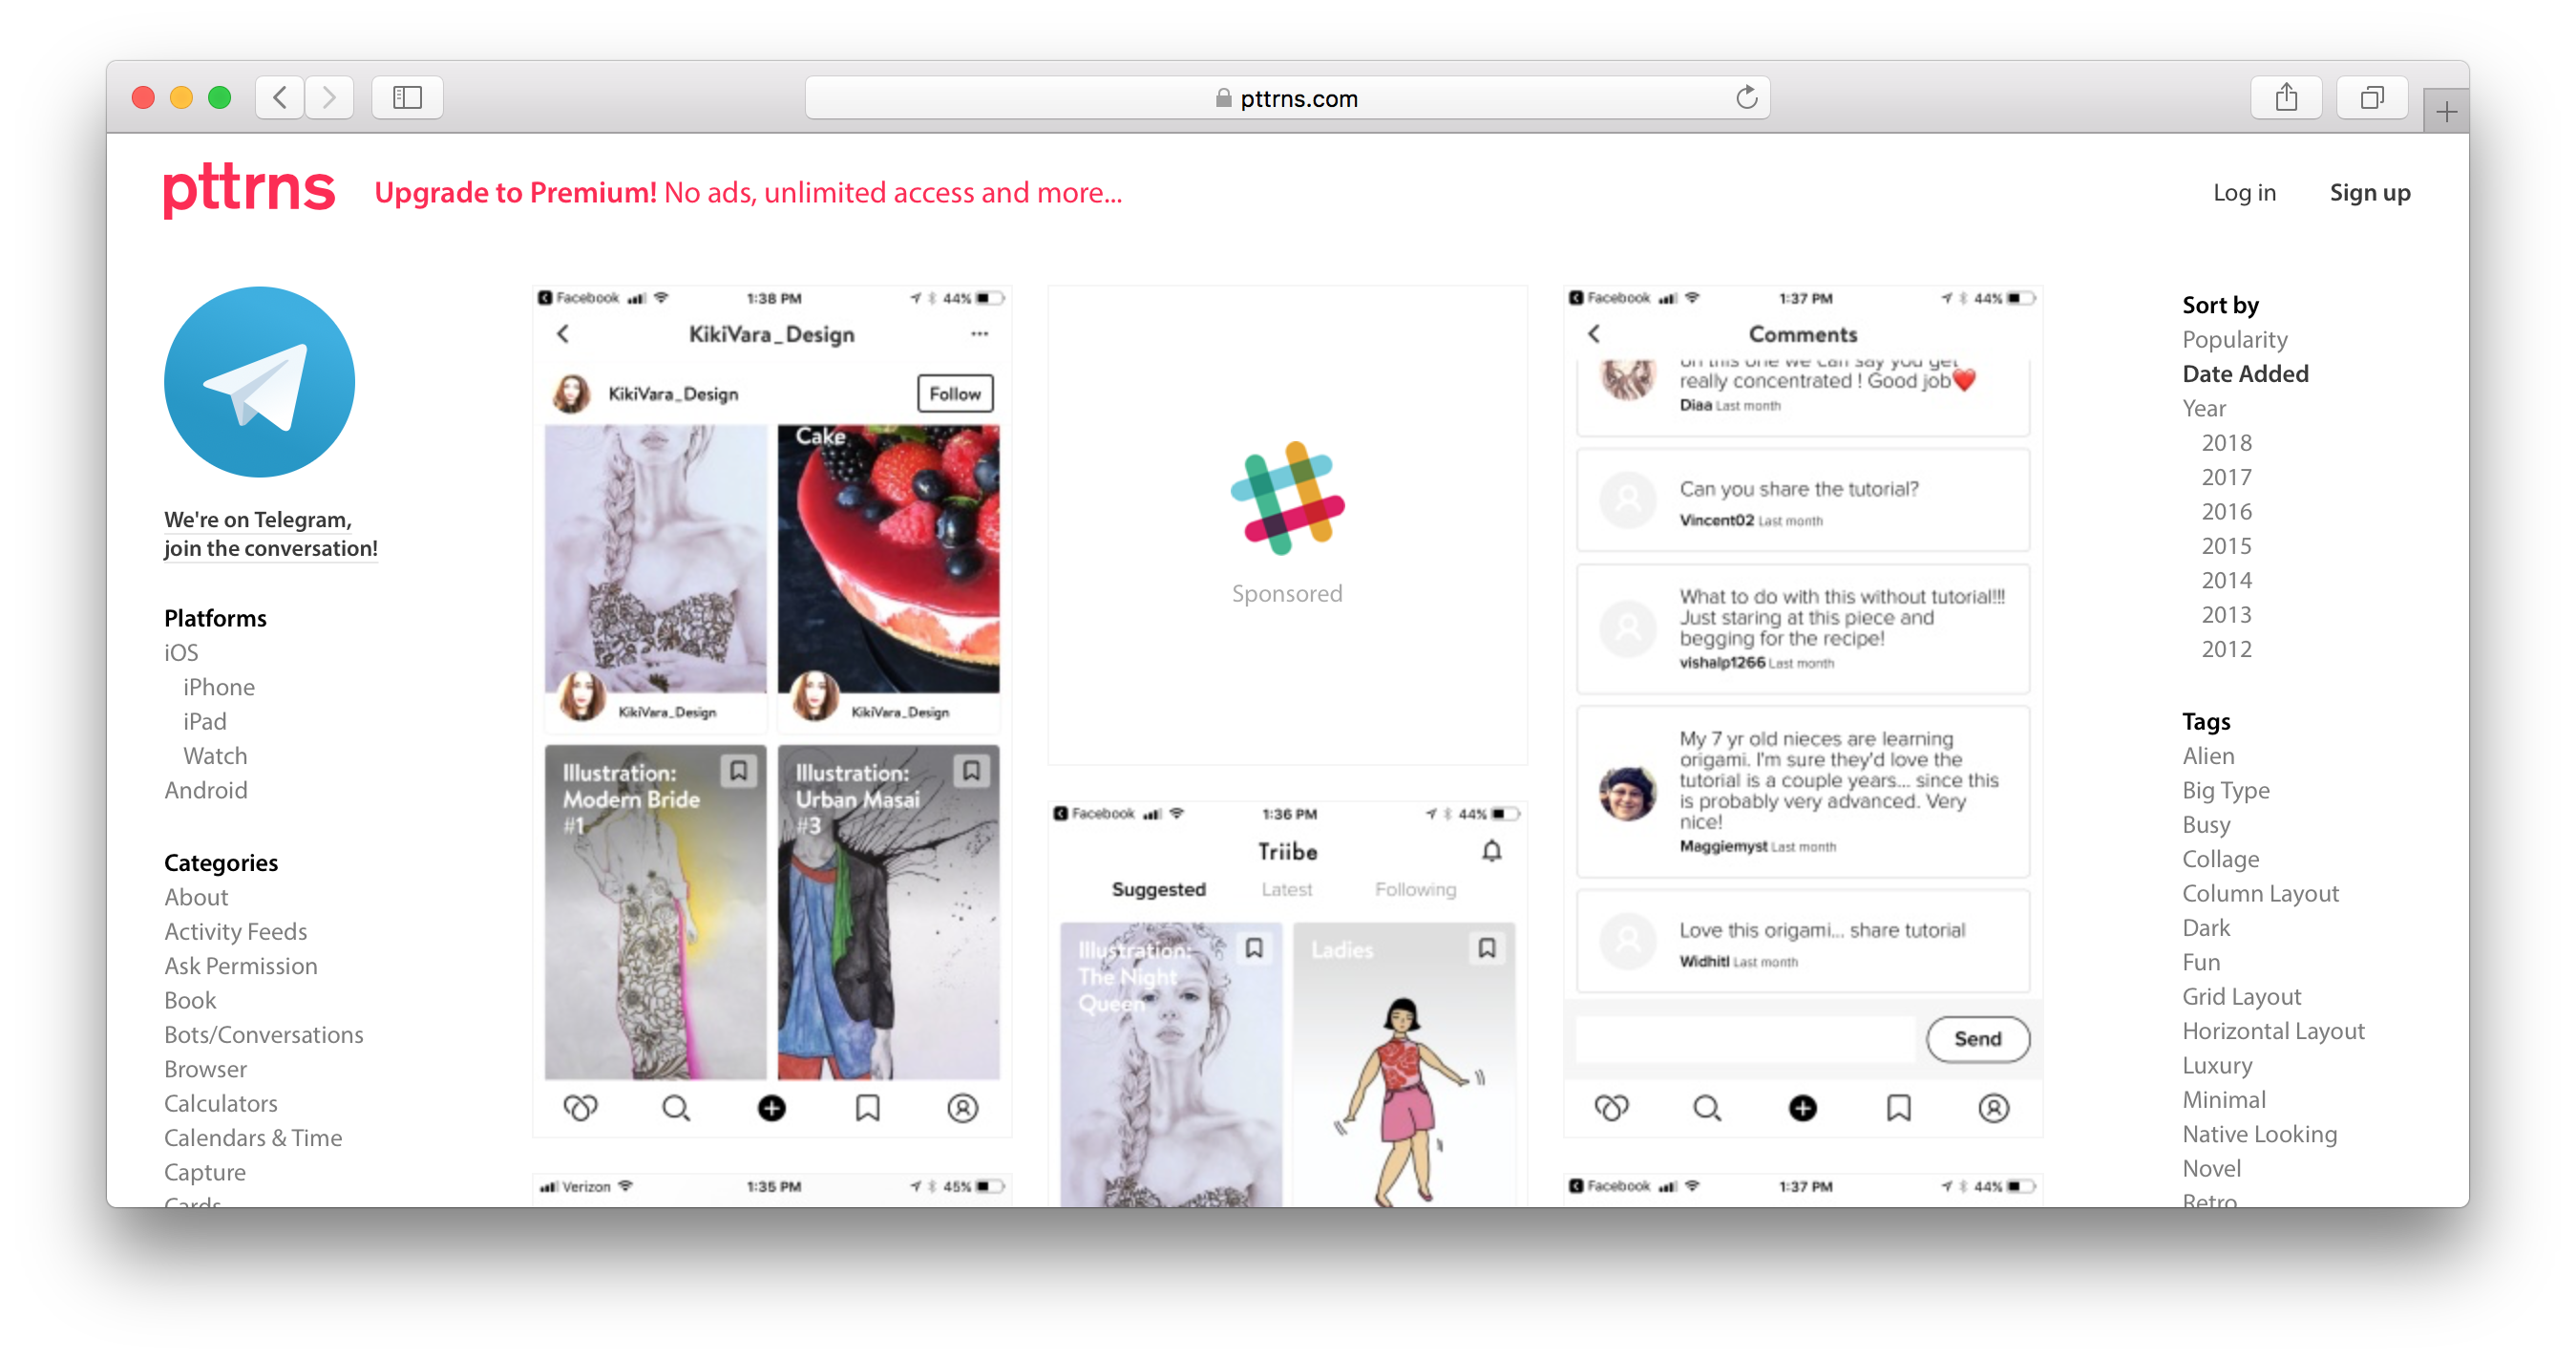 pttrns.com
pttrns
Upgrade to Premium! No ads, unlimited access and more...
Log in
Sign up
We're on Telegram,
join the conversation!
Platforms
iOS
iPhone
iPad
Watch
Android
Categories
About
Activity Feeds
Ask Permission
Book
Bots/Conversations
Browser
Calculators
Calendars & Time
Capture
Cards
Facebook 1:38 PM 44%
KikiVara_Design
KikiVara_Design
Follow
Cake
KikiVara_Design
KikiVara_Design
Illustration:
Modern Bride
#1
Illustration:
Urban Masai
#3
Verizon 1:35 PM 45%
Sponsored
Facebook 1:36 PM 44%
Triibe
Suggested Latest Following
Illustration:
The Night
Queen
Ladies
Facebook 1:37 PM 44%
Comments
on this one we can say you get
really concentrated ! Good job❤️
Diaa Last month
Can you share the tutorial?
Vincent02 Last month
What to do with this without tutorial!!!
Just staring at this piece and
begging for the recipe!
vishalp1266 Last month
My 7 yr old nieces are learning
origami. I'm sure they'd love the
tutorial is a couple years... since this
is probably very advanced. Very
nice!
Maggiemyst Last month
Love this origami... share tutorial
Widhitl Last month
Send
Facebook 1:37 PM 44%
Sort by
Popularity
Date Added
Year
2018
2017
2016
2015
2014
2013
2012
Tags
Alien
Big Type
Busy
Collage
Column Layout
Dark
Fun
Grid Layout
Horizontal Layout
Luxury
Minimal
Native Looking
Novel
Retro